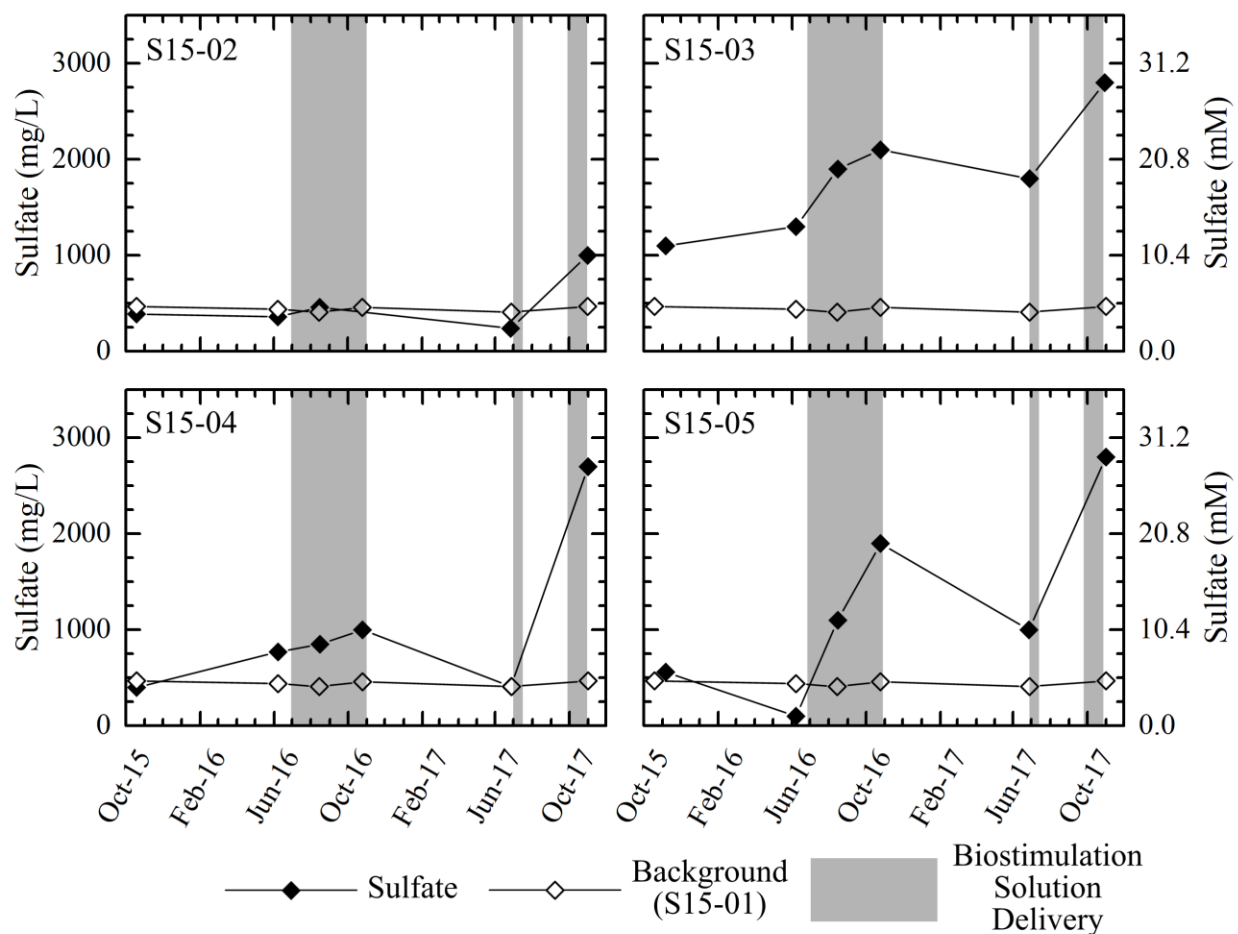 S15-02
S15-03
3000
2000
1000
0
Sulfate (mg/L)
31.2
20.8
10.4
0.0
Sulfate (mM)
S15-04
S15-05
3000
2000
1000
0
Sulfate (mg/L)
31.2
20.8
10.4
0.0
Sulfate (mM)
Oct-15
Feb-16
Jun-16
Oct-16
Feb-17
Jun-17
Oct-17
Oct-15
Feb-16
Jun-16
Oct-16
Feb-17
Jun-17
Oct-17
Sulfate
Background
(S15-01)
Biostimulation
Solution
Delivery